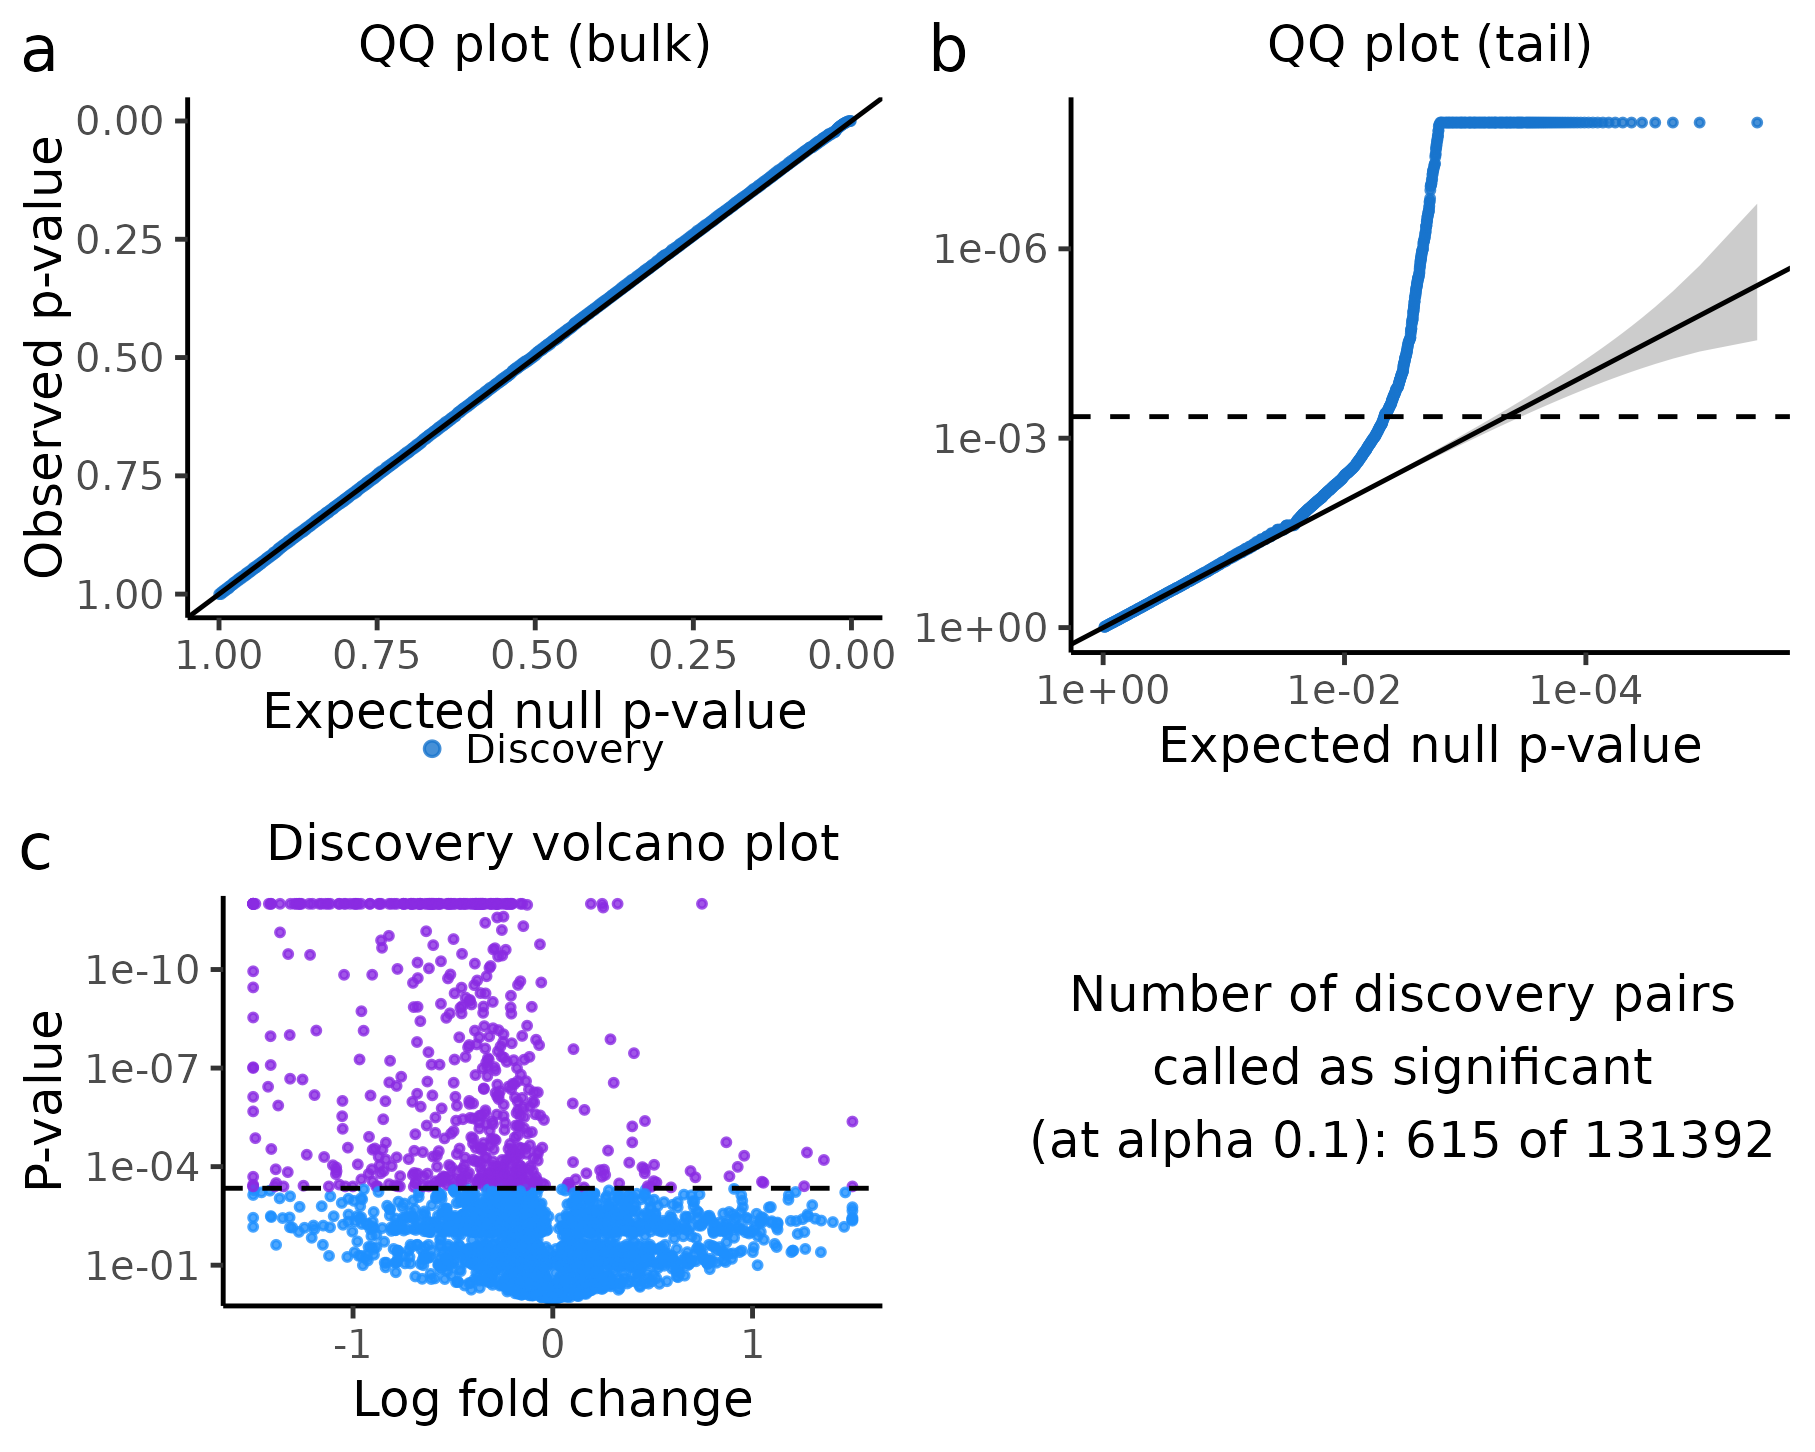 a
QQ plot (bulk)
Observed p-value
0.00
0.25
0.50
0.75
1.00
1.00 0.75 0.50 0.25 0.00
Expected null p-value
Discovery
b
QQ plot (tail)
1e-06
1e-03
1e+00
1e+00 1e-02 1e-04
Expected null p-value
c
Discovery volcano plot
P-value
1e-10
1e-07
1e-04
1e-01
-1 0 1
Log fold change
Number of discovery pairs
called as significant
(at alpha 0.1): 615 of 131392